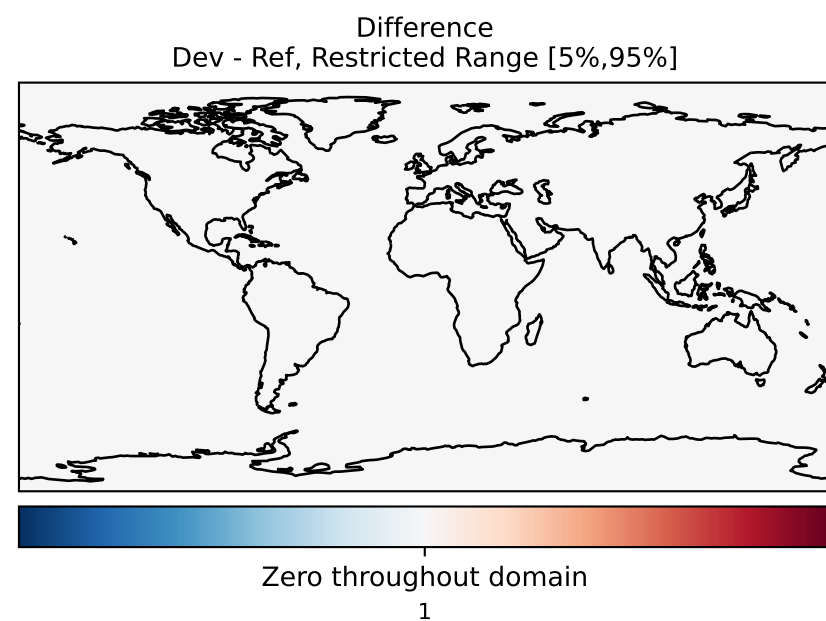 Difference
Dev - Ref, Restricted Range [5%,95%]
Zero throughout domain
1